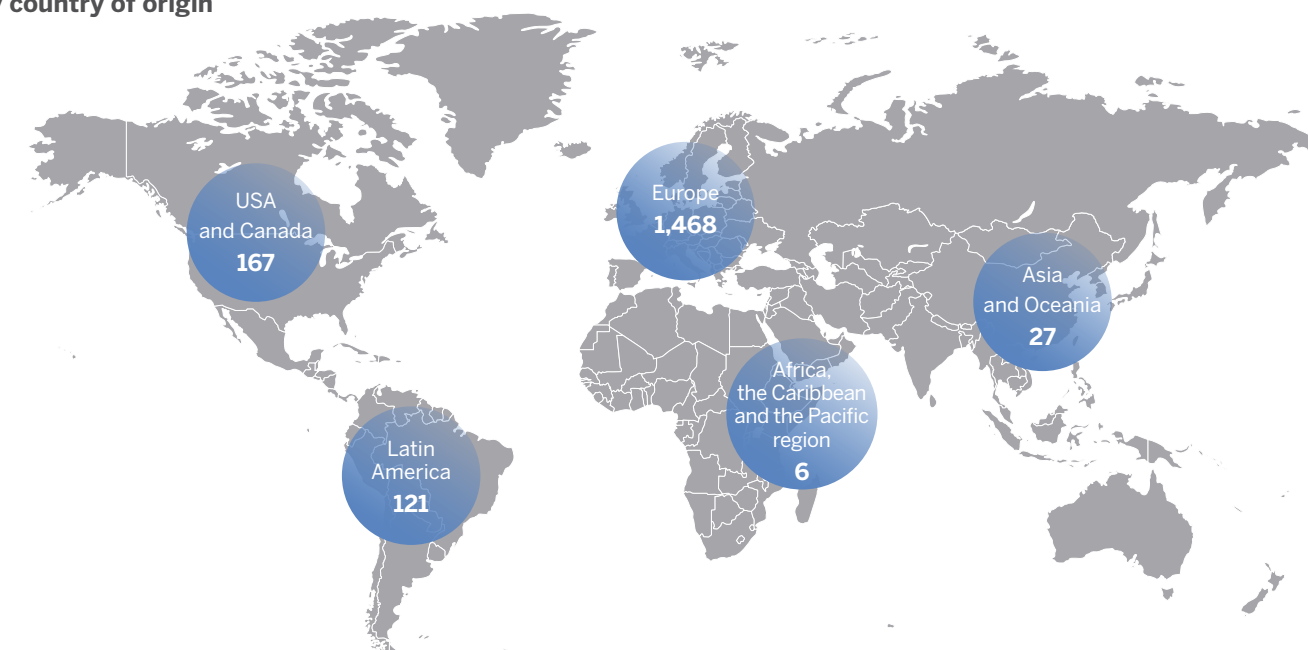 country of origin
USA
and Canada
167
Europe
1,468
Asia
and Oceania
27
Africa,
the Caribbean
and the Pacific
region
6
Latin
America
121